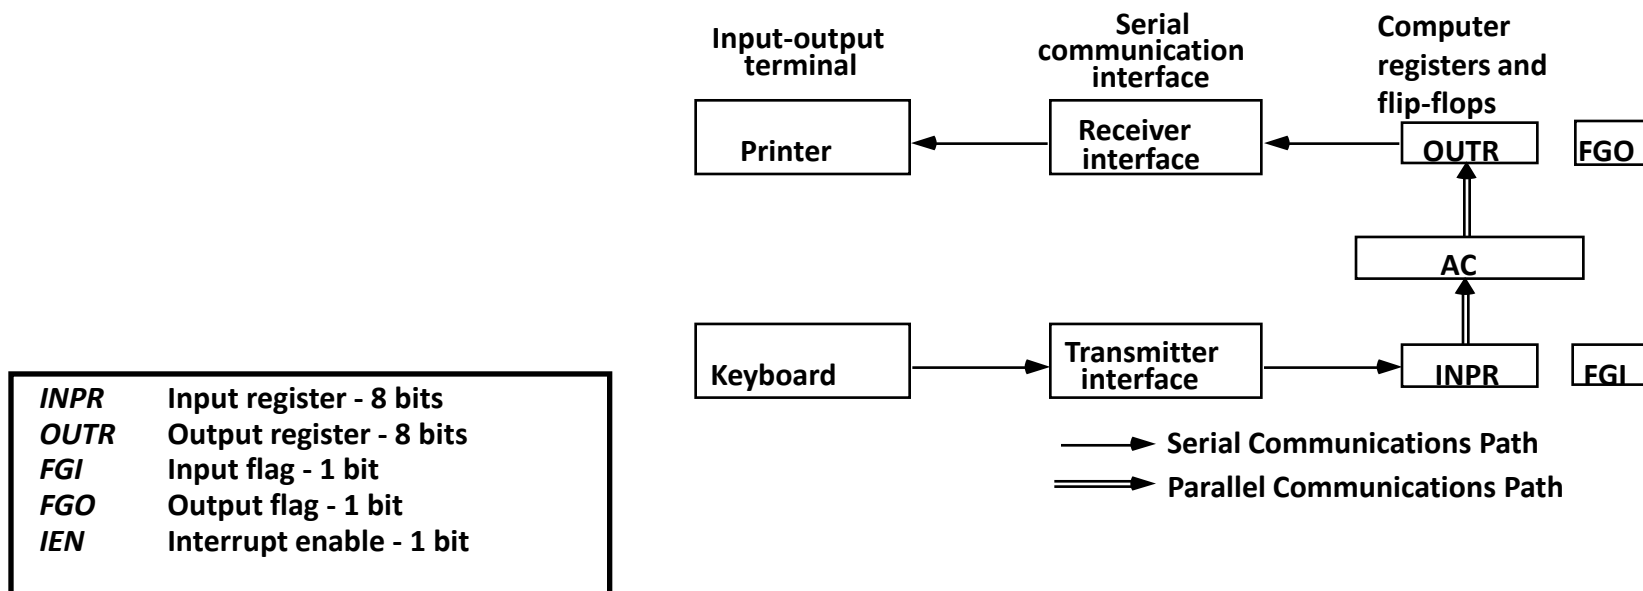 Input-output
terminal
Serial
communication
interface
Computer
registers and
flip-flops
Printer
Receiver
interface
OUTR
FGO
AC
Keyboard
Transmitter
interface
INPR
FGI
Serial Communications Path
Parallel Communications Path
INPR Input register - 8 bits
OUTR Output register - 8 bits
FGI Input flag - 1 bit
FGO Output flag - 1 bit
IEN Interrupt enable - 1 bit